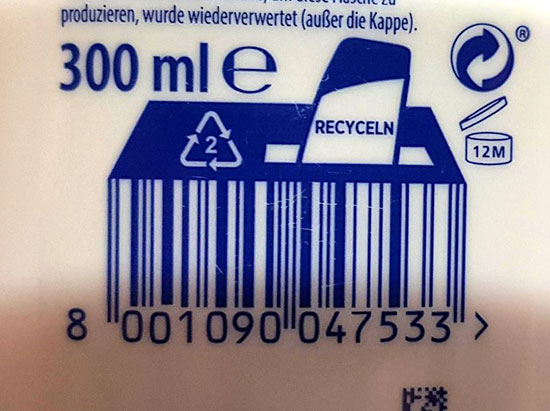 produzieren, wurde wiederverwertet (außer die Kappe).
300 ml e
®
RECYCELN
2
12M
8 001090 047533 >